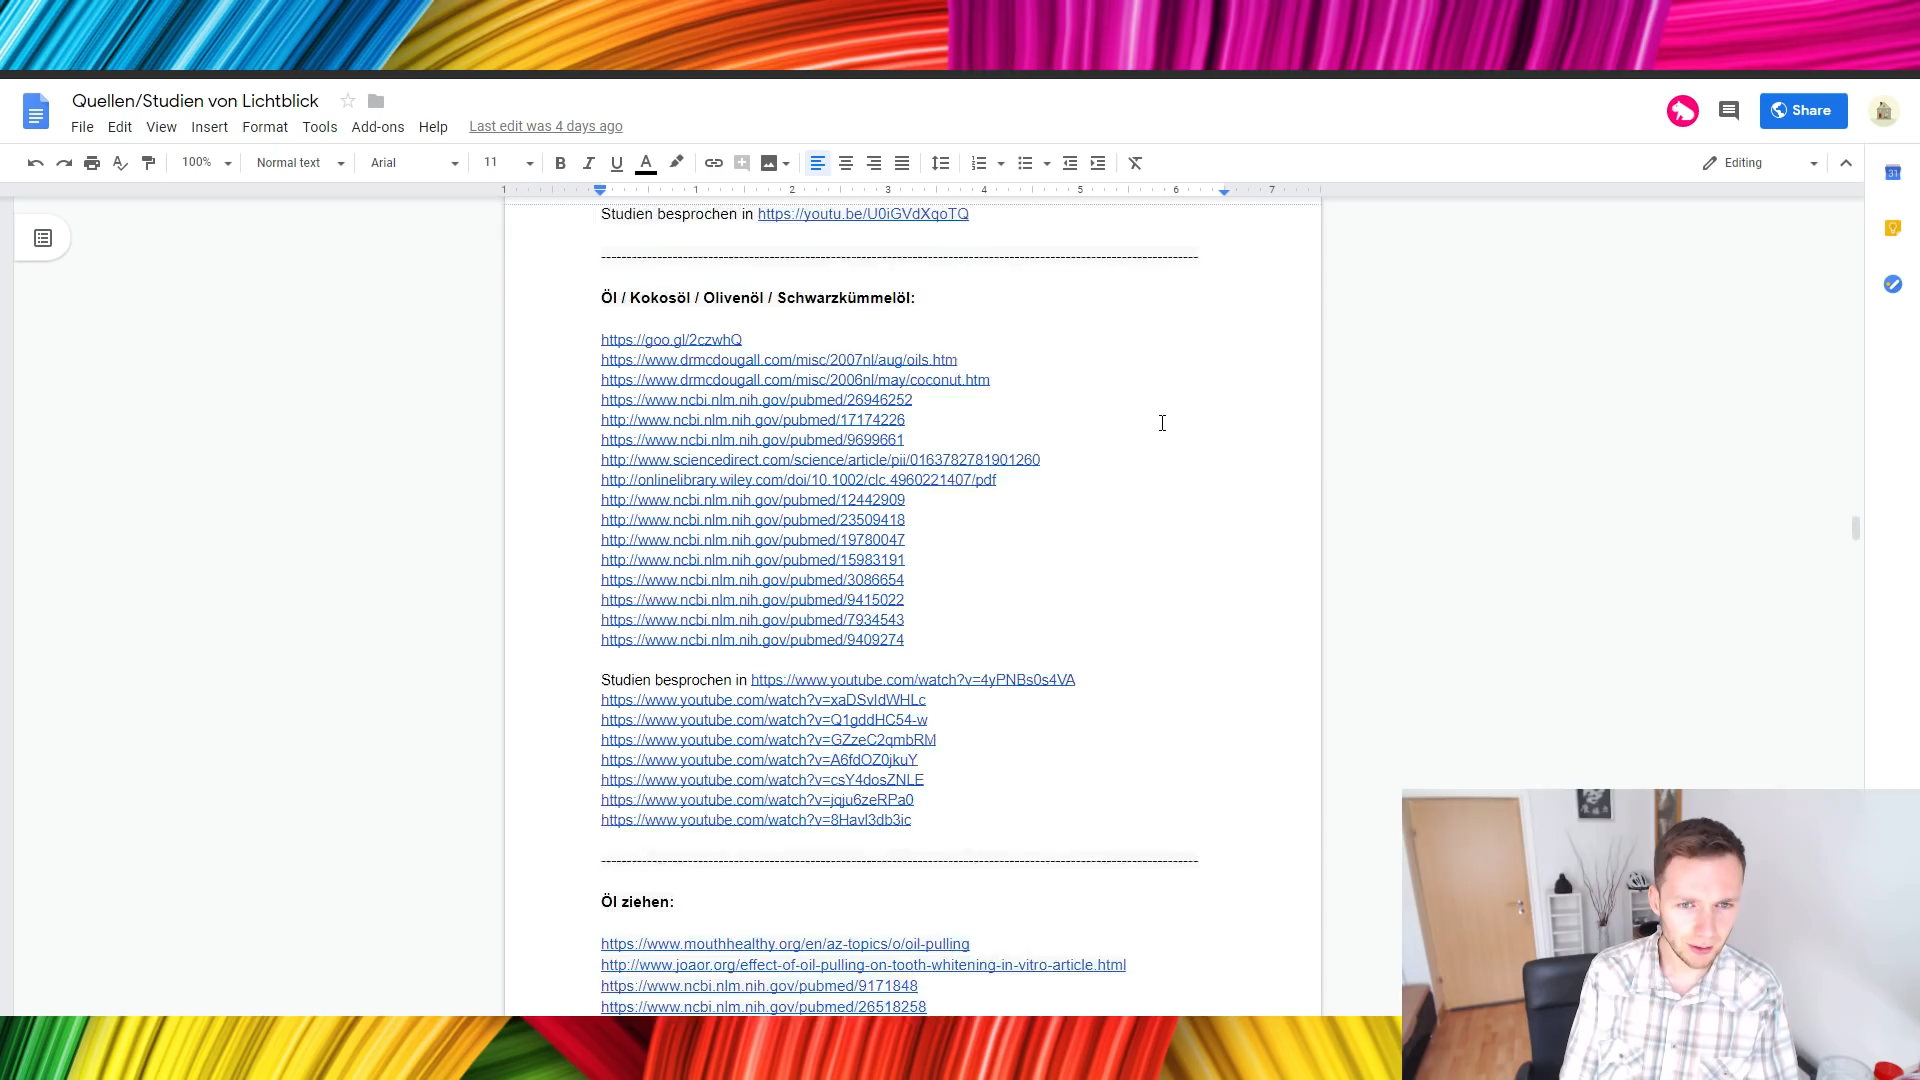 Quellen/Studien von Lichtblick
Share
File Edit View Insert Format Tools Add-ons Help Last edit was 4 days ago
100% Normal text Arial 11 B I U A Editing
1 1 2 3 4 5 6 7
31
Studien besprochen in https://youtu.be/U0iGVdXqoTQ
Öl / Kokosöl / Olivenöl / Schwarzkümmelöl:
https://goo.gl/2czwhQ
https://www.drmcdougall.com/misc/2007nl/aug/oils.htm
https://www.drmcdougall.com/misc/2006nl/may/coconut.htm
https://www.ncbi.nlm.nih.gov/pubmed/26946252
http://www.ncbi.nlm.nih.gov/pubmed/17174226
https://www.ncbi.nlm.nih.gov/pubmed/9699661
http://www.sciencedirect.com/science/article/pii/0163782781901260
http://onlinelibrary.wiley.com/doi/10.1002/clc.4960221407/pdf
http://www.ncbi.nlm.nih.gov/pubmed/12442909
http://www.ncbi.nlm.nih.gov/pubmed/23509418
http://www.ncbi.nlm.nih.gov/pubmed/19780047
http://www.ncbi.nlm.nih.gov/pubmed/15983191
https://www.ncbi.nlm.nih.gov/pubmed/3086654
https://www.ncbi.nlm.nih.gov/pubmed/9415022
https://www.ncbi.nlm.nih.gov/pubmed/7934543
https://www.ncbi.nlm.nih.gov/pubmed/9409274
Studien besprochen in https://www.youtube.com/watch?v=4yPNBs0s4VA
https://www.youtube.com/watch?v=xaDSvIdWHLc
https://www.youtube.com/watch?v=Q1gddHC54-w
https://www.youtube.com/watch?v=GZzeC2qmbRM
https://www.youtube.com/watch?v=A6fdOZ0jkuY
https://www.youtube.com/watch?v=csY4dosZNLE
https://www.youtube.com/watch?v=jqju6zeRPa0
https://www.youtube.com/watch?v=8Havl3db3ic
Öl ziehen:
https://www.mouthhealthy.org/en/az-topics/o/oil-pulling
http://www.joaor.org/effect-of-oil-pulling-on-tooth-whitening-in-vitro-article.html
https://www.ncbi.nlm.nih.gov/pubmed/9171848
https://www.ncbi.nlm.nih.gov/pubmed/26518258